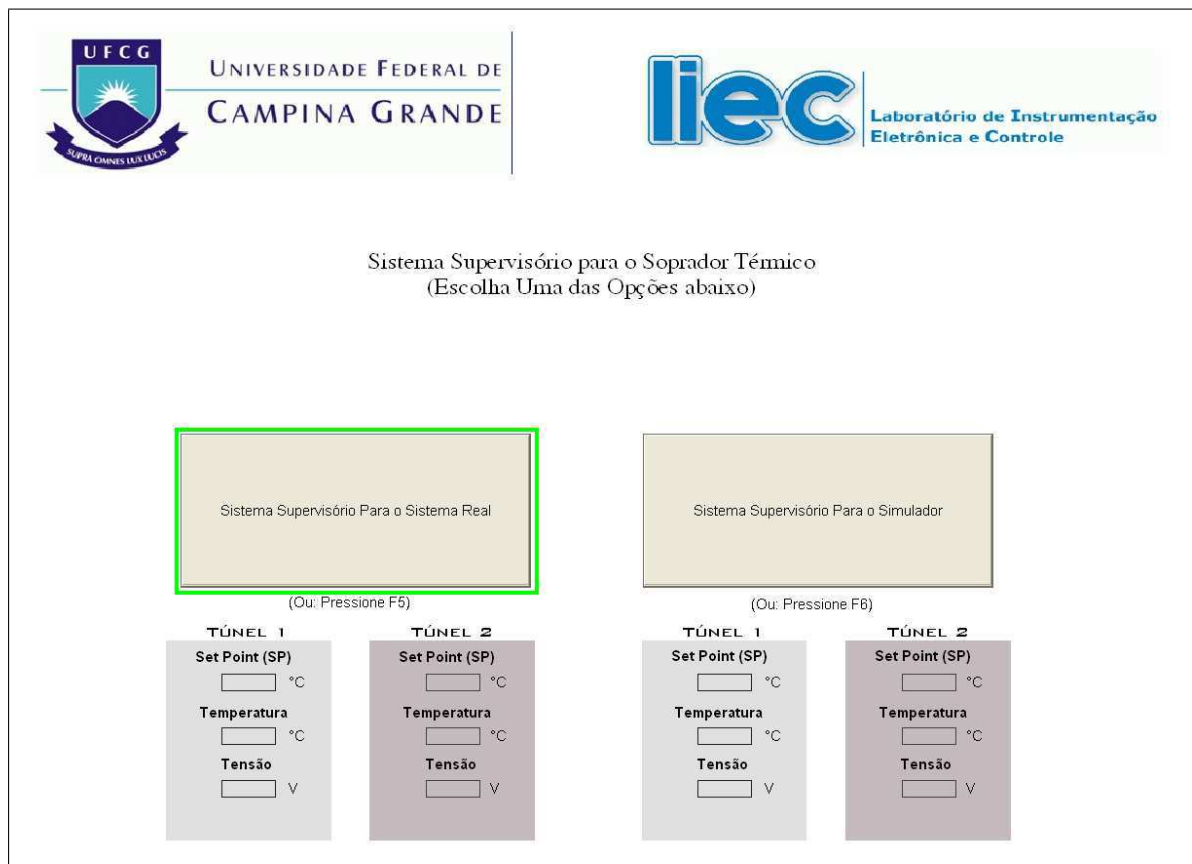 UFCG
SUPRA OMNES LUX LUCIS
UNIVERSIDADE FEDERAL DE
CAMPINA GRANDE
liec
Laboratório de Instrumentação
Eletrônica e Controle
Sistema Supervisório para o Soprador Térmico
(Escolha Uma das Opções abaixo)
Sistema Supervisório Para o Sistema Real
(Ou: Pressione F5)
Sistema Supervisório Para o Simulador
(Ou: Pressione F6)
TÚNEL 1
Set Point (SP)
°C
Temperatura
°C
Tensão
V
TÚNEL 2
Set Point (SP)
°C
Temperatura
°C
Tensão
V
TÚNEL 1
Set Point (SP)
°C
Temperatura
°C
Tensão
V
TÚNEL 2
Set Point (SP)
°C
Temperatura
°C
Tensão
V